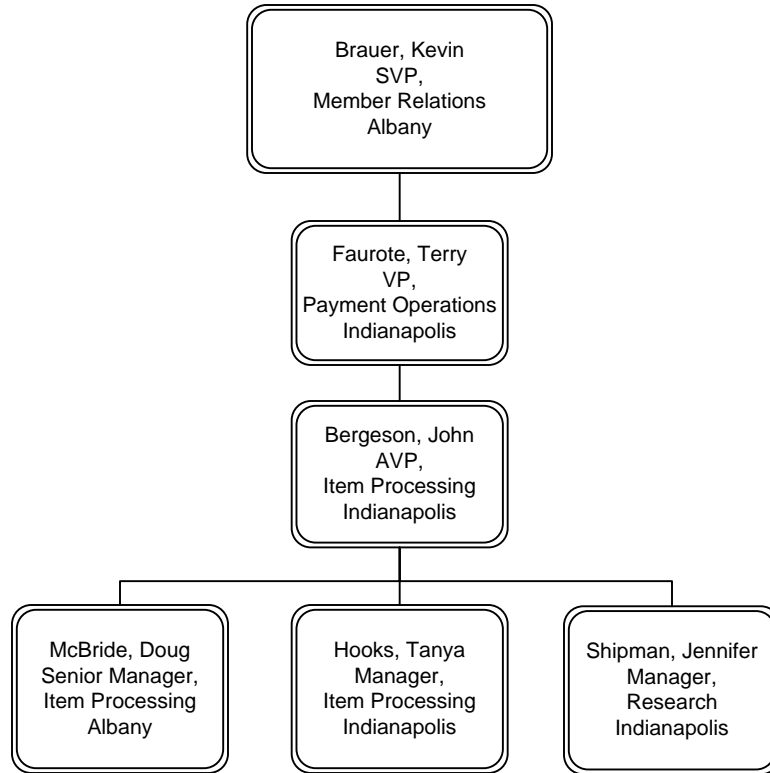 Brauer, Kevin
SVP,
Member Relations
Albany
Faurote, Terry
VP,
Payment Operations
Indianapolis
Bergeson, John
AVP,
Item Processing
Indianapolis
McBride, Doug
Senior Manager,
Item Processing
Albany
Hooks, Tanya
Manager,
Item Processing
Indianapolis
Shipman, Jennifer
Manager,
Research
Indianapolis